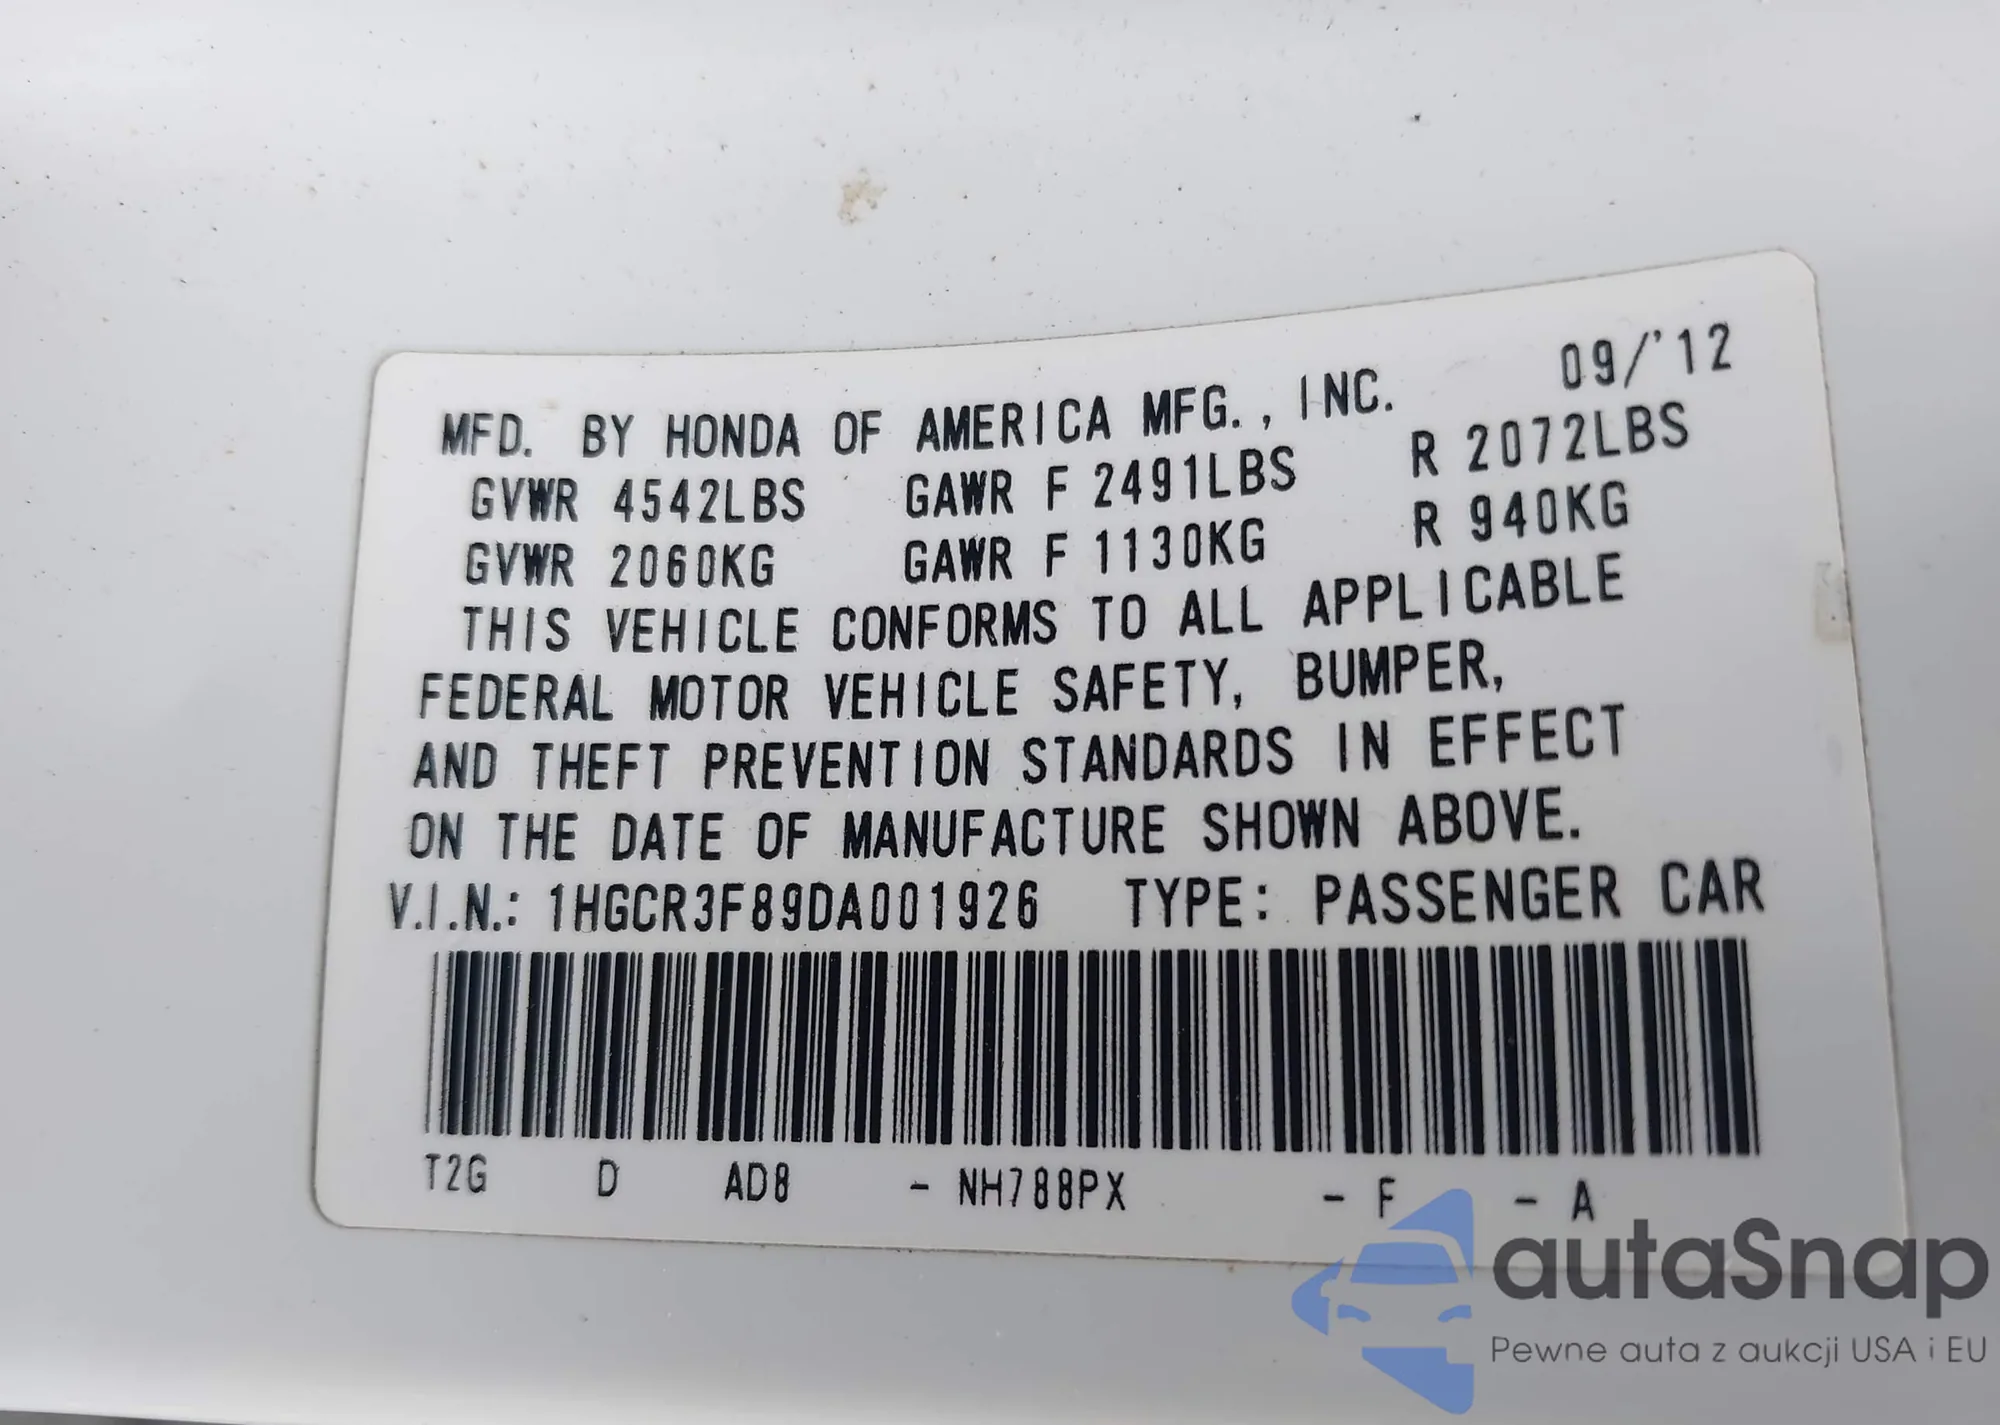 MFD. BY HONDA OF AMERICA MFG., INC. 09/'12
GVWR 4542LBS GAWR F 2491LBS R 2072LBS
GVWR 2060KG GAWR F 1130KG R 940KG
THIS VEHICLE CONFORMS TO ALL APPLICABLE
FEDERAL MOTOR VEHICLE SAFETY, BUMPER,
AND THEFT PREVENTION STANDARDS IN EFFECT
ON THE DATE OF MANUFACTURE SHOWN ABOVE.
V.I.N.: 1HGCR3F89DA001926 TYPE: PASSENGER CAR
T2G D AD8 - NH788PX - F - A
autaSnap
Pewne auta z aukcji USA i EU